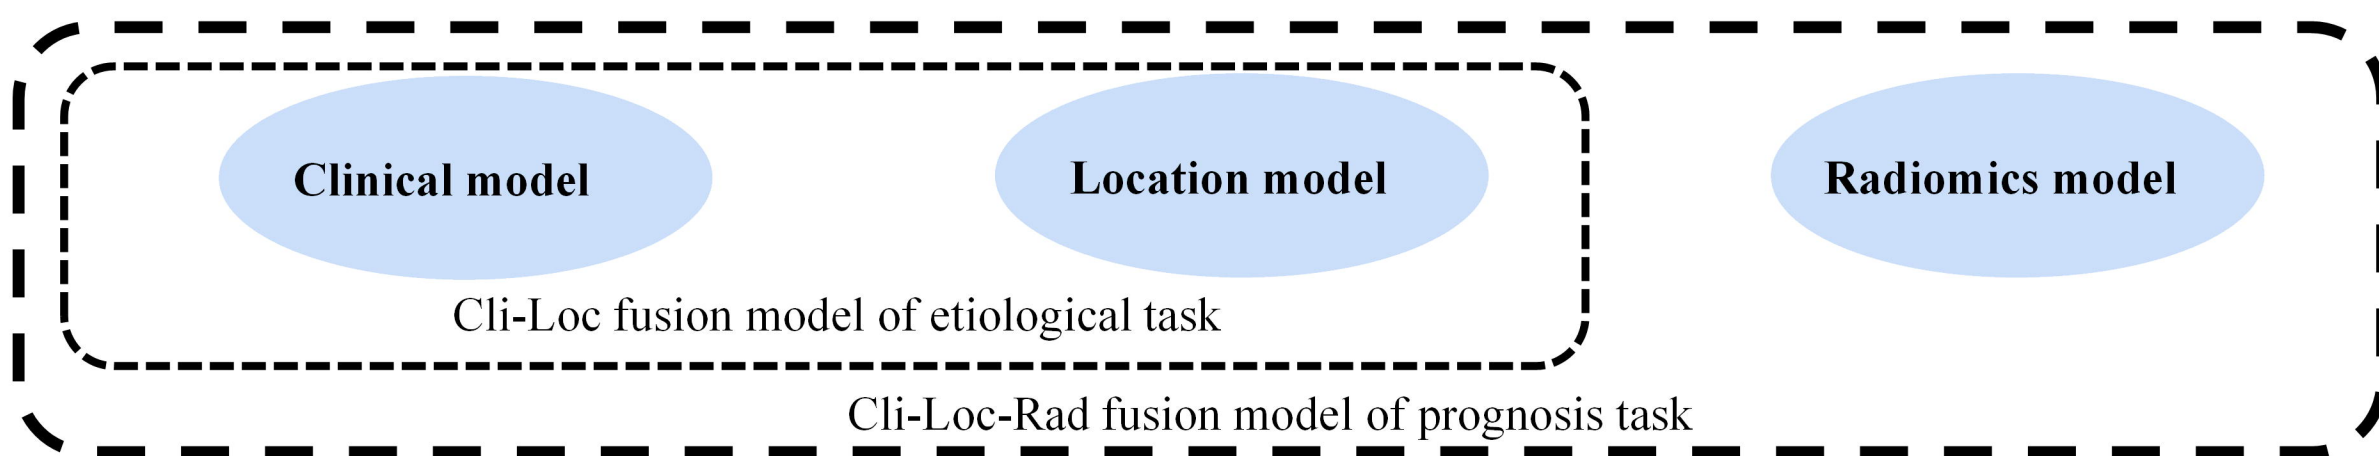 Clinical model
Location model
Radiomics model
Cli-Loc fusion model of etiological task
Cli-Loc-Rad fusion model of prognosis task